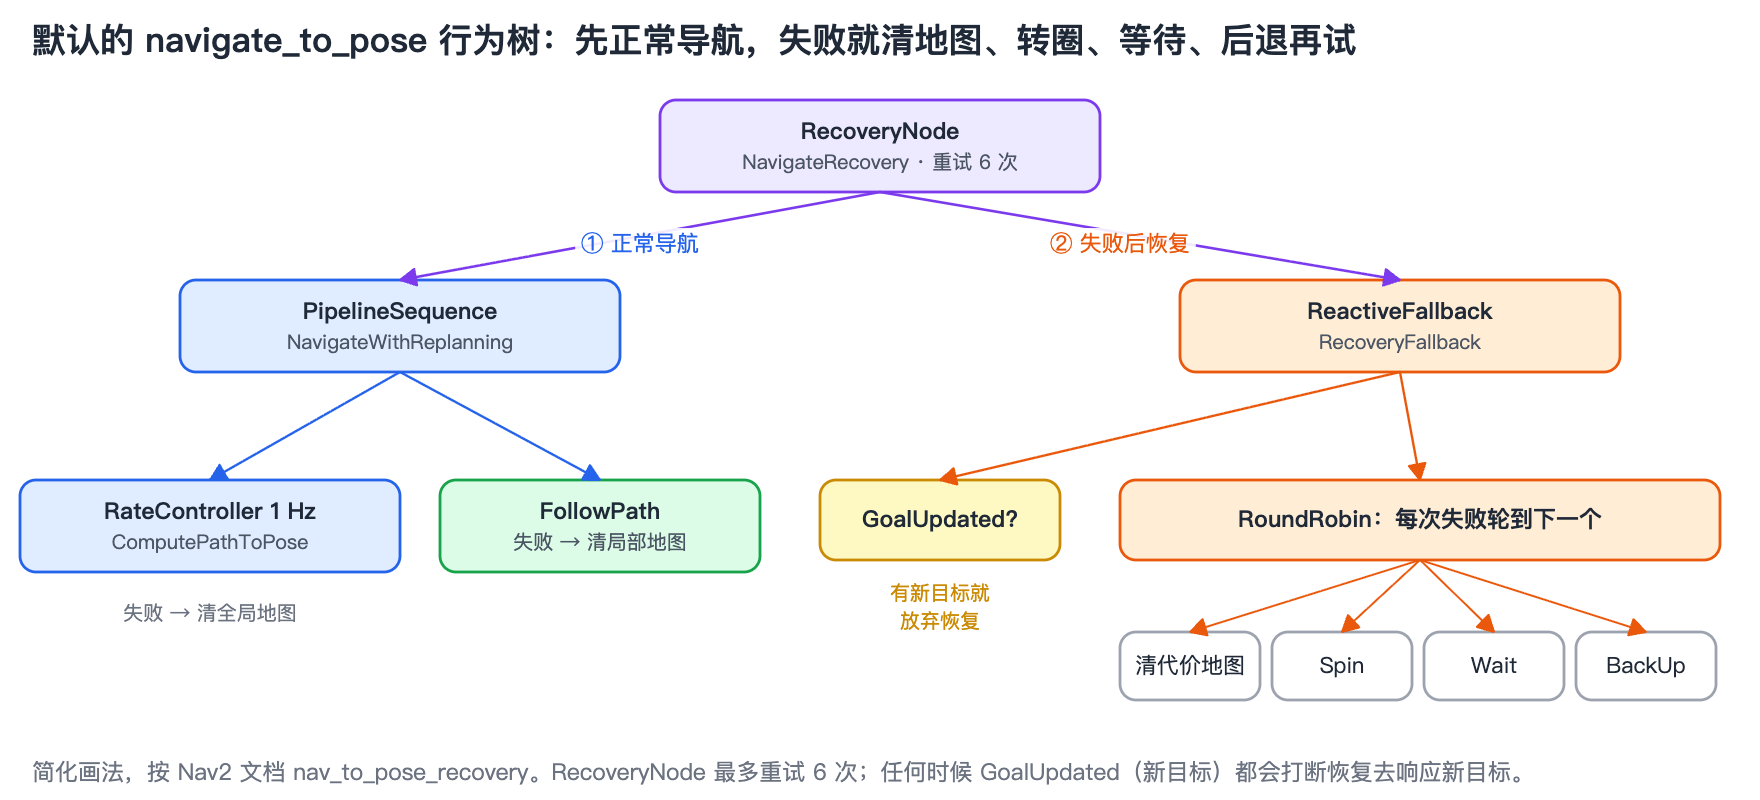 默认的 navigate_to_pose 行为树：先正常导航，失败就清地图、转圈、等待、后退再试
RecoveryNode
NavigateRecovery · 重试 6 次
① 正常导航
② 失败后恢复
PipelineSequence
NavigateWithReplanning
ReactiveFallback
RecoveryFallback
RateController 1 Hz
ComputePathToPose
FollowPath
失败 → 清局部地图
GoalUpdated?
RoundRobin：每次失败轮到下一个
失败 → 清全局地图
有新目标就
放弃恢复
清代价地图
Spin
Wait
BackUp
简化画法，按 Nav2 文档 nav_to_pose_recovery。RecoveryNode 最多重试 6 次；任何时候 GoalUpdated（新目标）都会打断恢复去响应新目标。